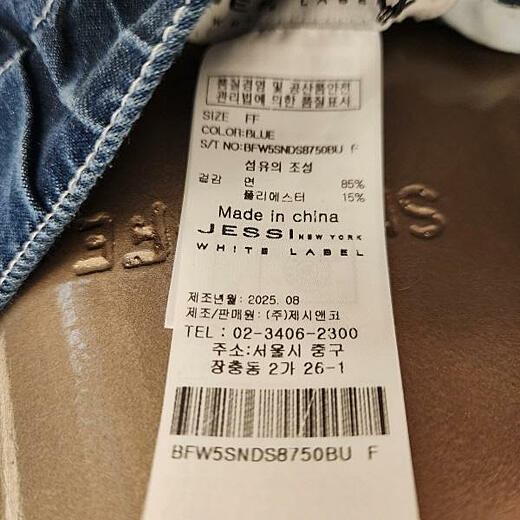 WHITE LABEL
품질경영 및 공산품안전
관리법에 의한 품질표시
SIZE FF
COLOR:BLUE
S/T NO:BFW5SNDS8750BU F
섬유의 조성
겉감 면 85%
폴리에스터 15%
Made in china
JESSI NEW YORK
WHITE LABEL
제조년월: 2025. 08
제조/판매원: (주)제시앤코
TEL : 02-3406-2300
주소:서울시 중구
장충동 2가 26-1
BFW5SNDS8750BU F